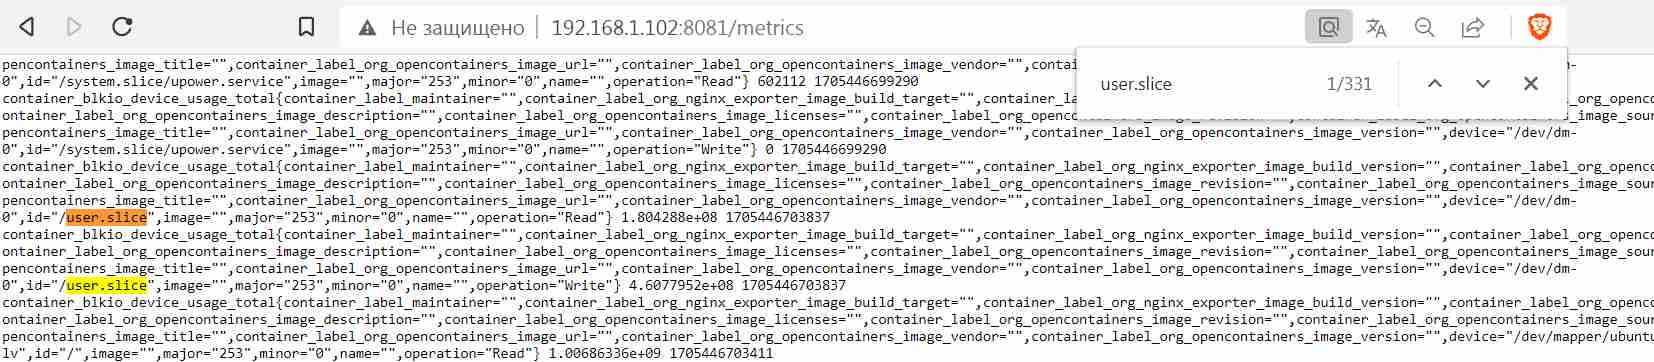 Не защищено
192.168.1.102:8081/metrics
user.slice
1/331
pencontainers_image_title="",container_label_org_opencontainers_image_url="",container_label_org_opencontainers_image_vendor="",con
0",id="/system.slice/upower.service",image="",major="253",minor="0",name="",operation="Read"} 602112 1705446699290
container_blkio_device_usage_total{container_label_maintainer="",container_label_org_nginx_exporter_image_build_target="",contain
ontainer_label_org_opencontainers_image_description="",container_label_org_opencontainers_image_licenses="",container_label_org_opencontainers_image_revision="",container_label_org_opencontainers_image_sour
pencontainers_image_title="",container_label_org_opencontainers_image_url="",container_label_org_opencontainers_image_vendor="",container_label_org_opencontainers_image_version="",device="/dev/dm-
0",id="/system.slice/upower.service",image="",major="253",minor="0",name="",operation="Write"} 0 1705446699290
container_blkio_device_usage_total{container_label_maintainer="",container_label_org_nginx_exporter_image_build_target="",container_label_org_nginx_exporter_image_build_version="",container_label_org_openco
ontainer_label_org_opencontainers_image_description="",container_label_org_opencontainers_image_licenses="",container_label_org_opencontainers_image_revision="",container_label_org_opencontainers_image_sour
pencontainers_image_title="",container_label_org_opencontainers_image_url="",container_label_org_opencontainers_image_vendor="",container_label_org_opencontainers_image_version="",device="/dev/dm-
0",id="/user.slice",image="",major="253",minor="0",name="",operation="Read"} 1.804288e+08 1705446703837
container_blkio_device_usage_total{container_label_maintainer="",container_label_org_nginx_exporter_image_build_target="",container_label_org_nginx_exporter_image_build_version="",container_label_org_openco
ontainer_label_org_opencontainers_image_description="",container_label_org_opencontainers_image_licenses="",container_label_org_opencontainers_image_revision="",container_label_org_opencontainers_image_sour
pencontainers_image_title="",container_label_org_opencontainers_image_url="",container_label_org_opencontainers_image_vendor="",container_label_org_opencontainers_image_version="",device="/dev/dm-
0",id="/user.slice",image="",major="253",minor="0",name="",operation="Write"} 4.6077952e+08 1705446703837
container_blkio_device_usage_total{container_label_maintainer="",container_label_org_nginx_exporter_image_build_target="",container_label_org_nginx_exporter_image_build_version="",container_label_org_openco
ontainer_label_org_opencontainers_image_description="",container_label_org_opencontainers_image_licenses="",container_label_org_opencontainers_image_revision="",container_label_org_opencontainers_image_sour
pencontainers_image_title="",container_label_org_opencontainers_image_url="",container_label_org_opencontainers_image_vendor="",container_label_org_opencontainers_image_version="",device="/dev/mapper/ubuntu
lv",id="/",image="",major="253",minor="0",name="",operation="Read"} 1.00686336e+09 1705446703411